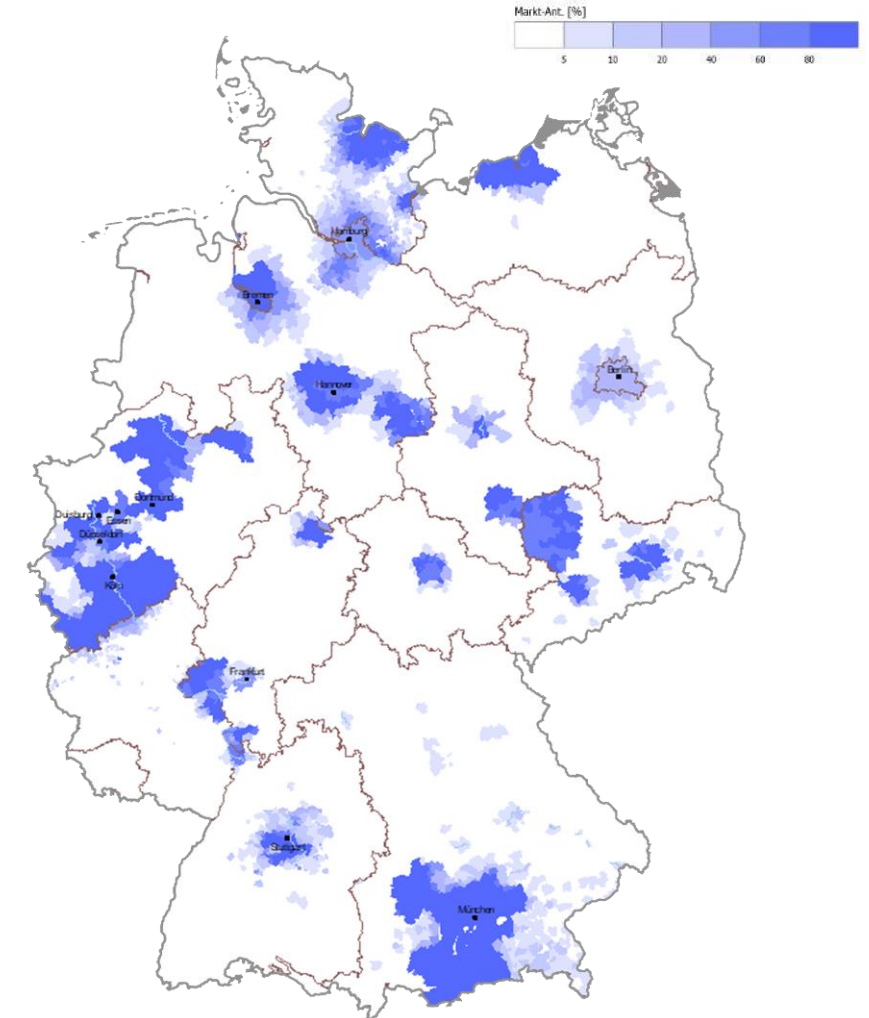 Markt-Ant. [%]
5 10 20 40 60 80
Hamburg
Bremen
Berlin
Hannover
Dortmund
Duisburg
Essen
Düsseldorf
Köln
Frankfurt
Stuttgart
München